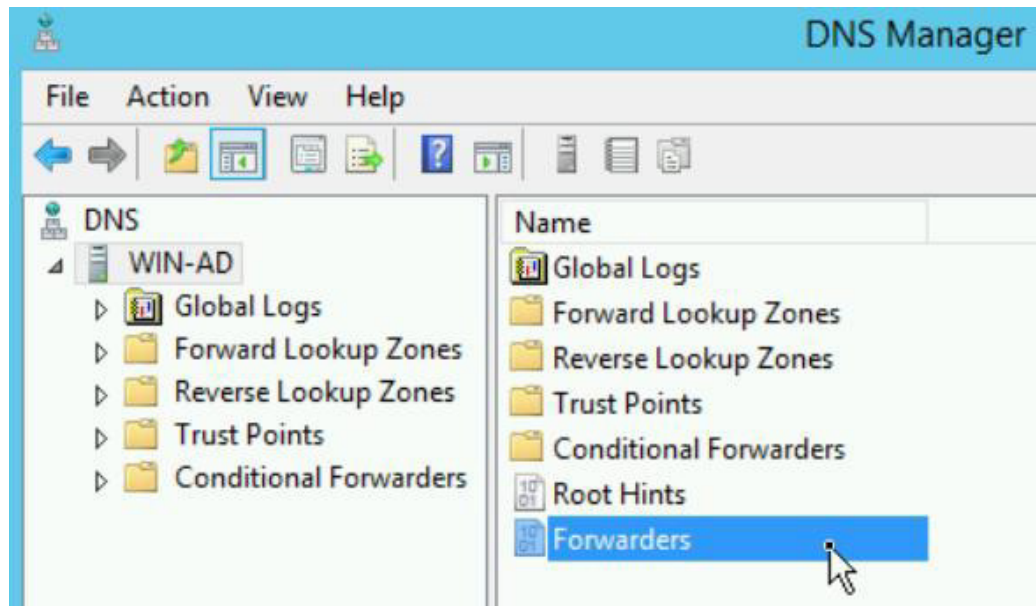 DNS Manager
File Action View Help
DNS
WIN-AD
Global Logs
Forward Lookup Zones
Reverse Lookup Zones
Trust Points
Conditional Forwarders
Name
Global Logs
Forward Lookup Zones
Reverse Lookup Zones
Trust Points
Conditional Forwarders
Root Hints
Forwarders